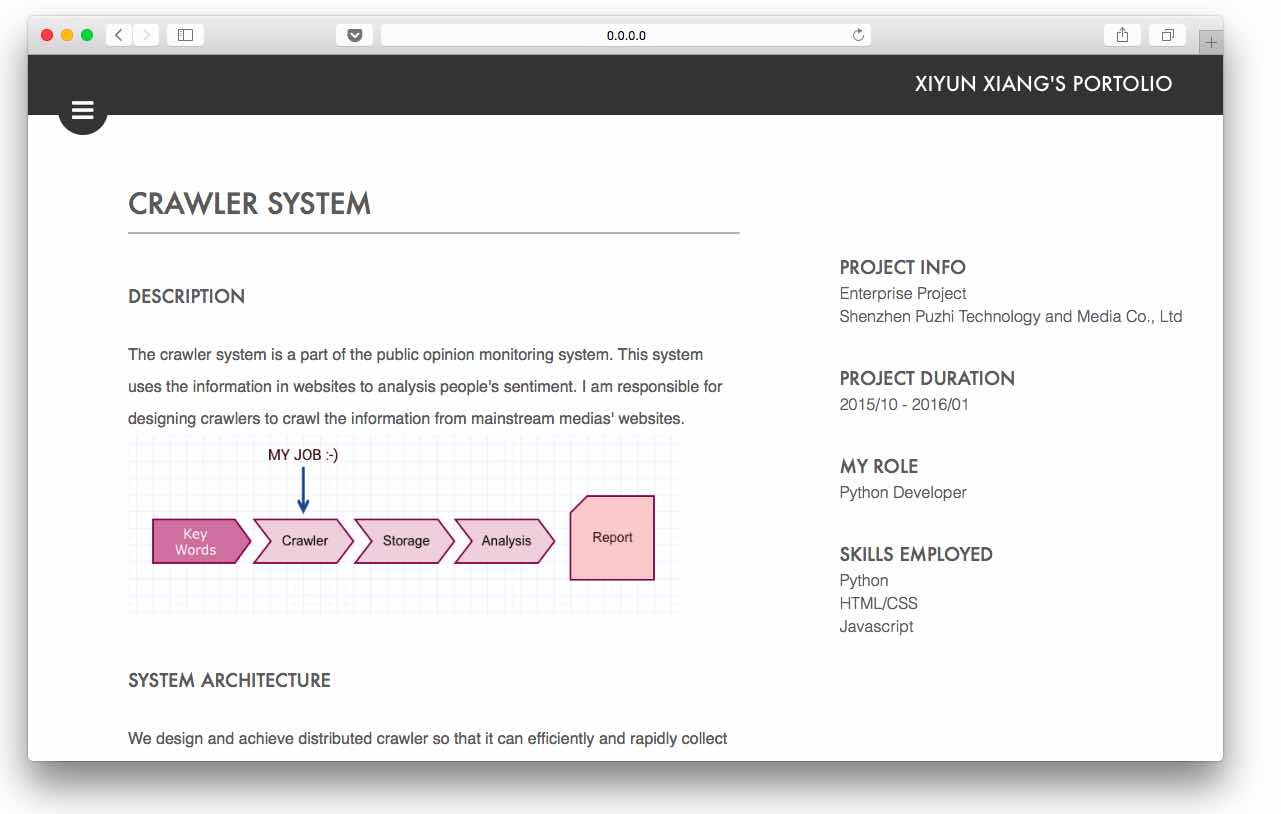 0.0.0.0
XIYUN XIANG'S PORTOLIO
CRAWLER SYSTEM
DESCRIPTION
The crawler system is a part of the public opinion monitoring system. This system
uses the information in websites to analysis people's sentiment. I am responsible for
designing crawlers to crawl the information from mainstream medias' websites.
MY JOB :-)
Key
Words
Crawler
Storage
Analysis
Report
SYSTEM ARCHITECTURE
We design and achieve distributed crawler so that it can efficiently and rapidly collect
PROJECT INFO
Enterprise Project
Shenzhen Puzhi Technology and Media Co., Ltd
PROJECT DURATION
2015/10 - 2016/01
MY ROLE
Python Developer
SKILLS EMPLOYED
Python
HTML/CSS
Javascript